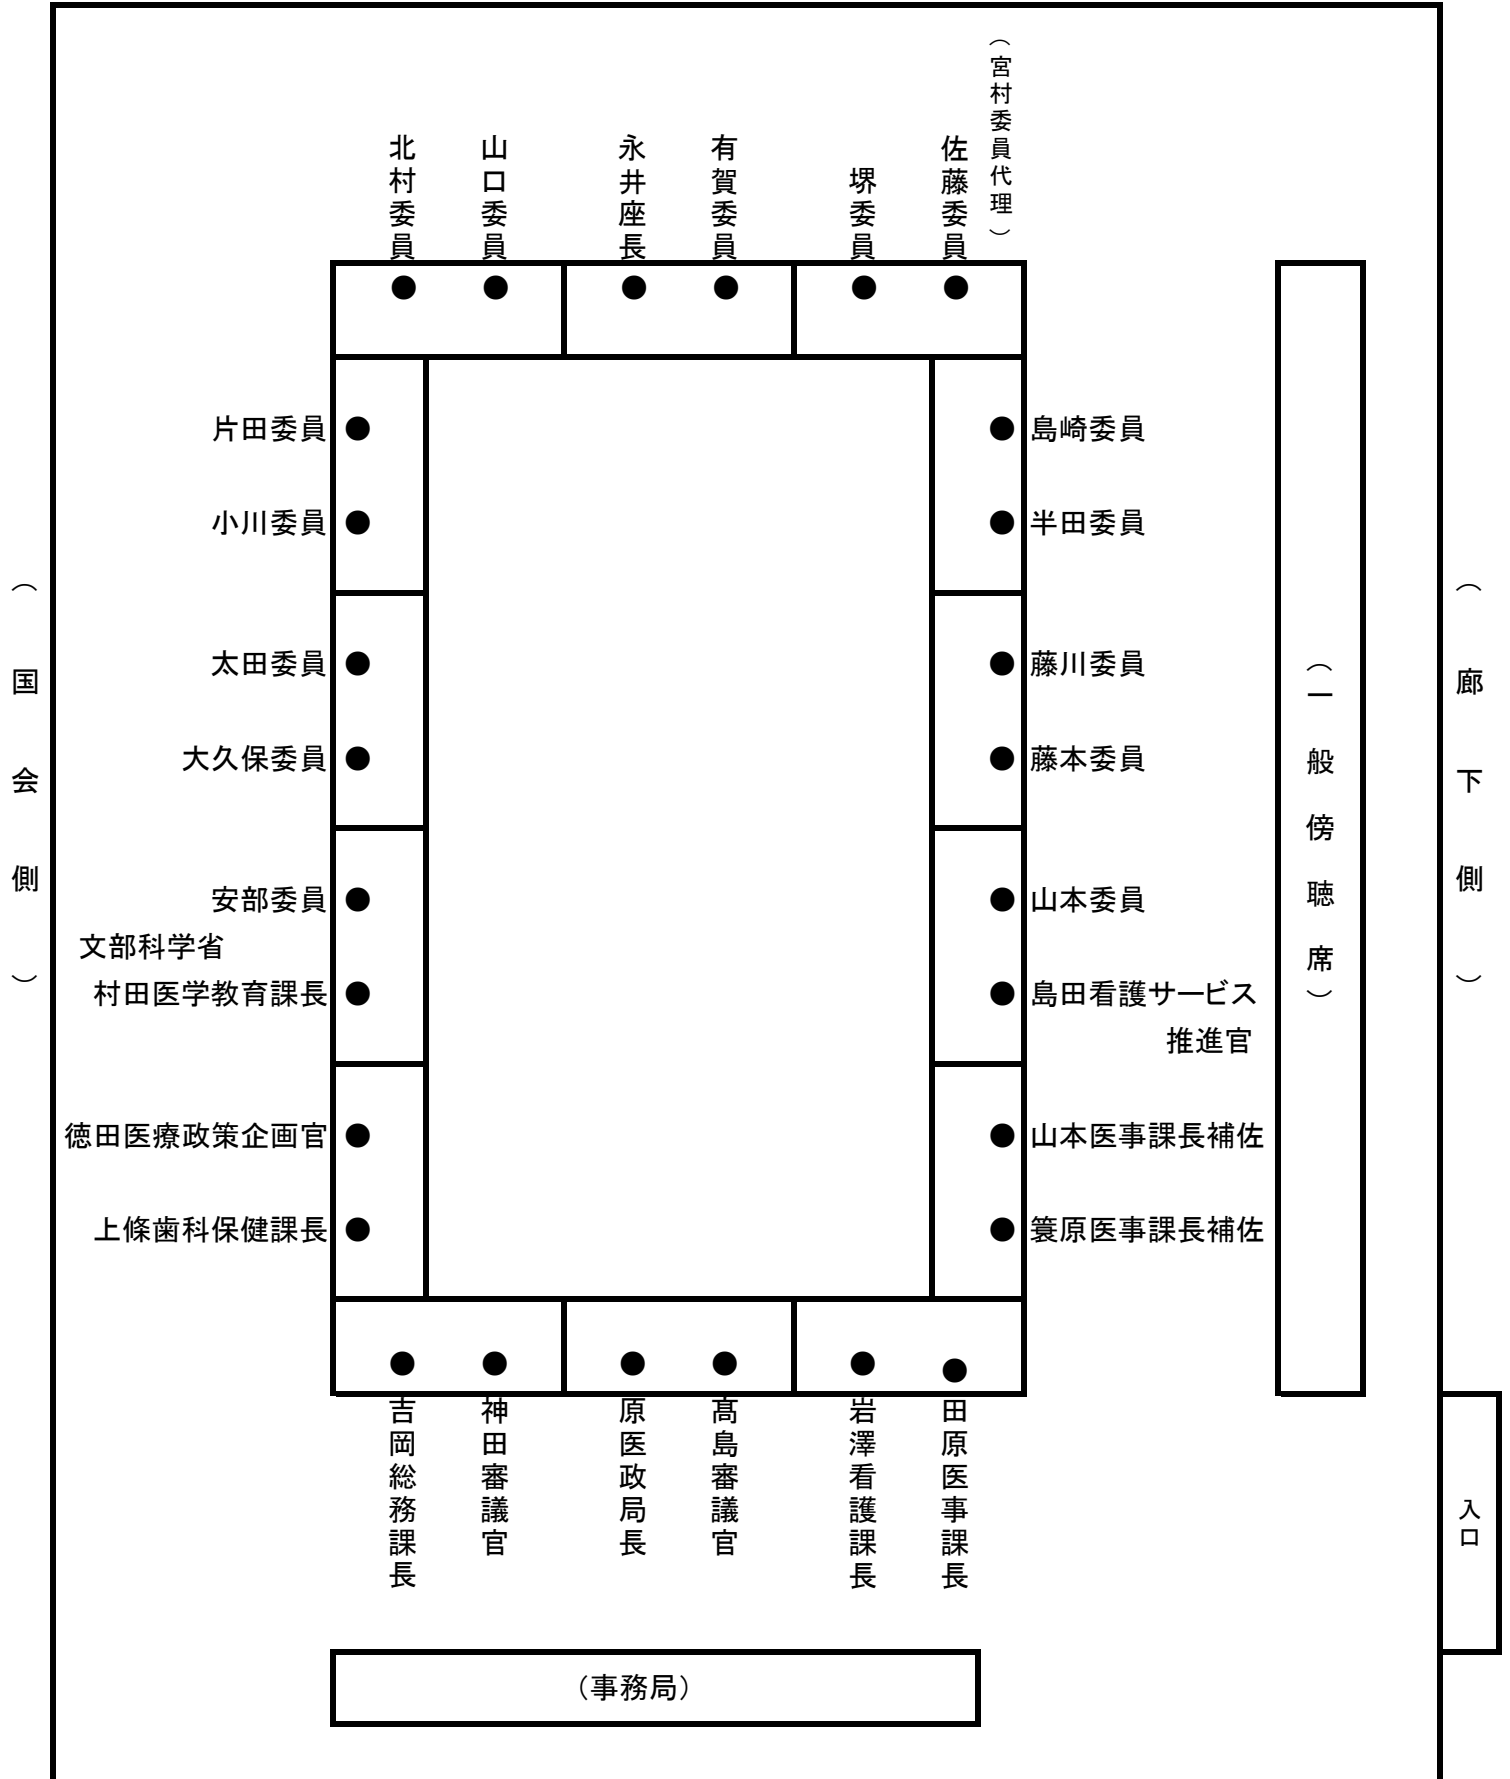 （宮村委員代理）
北村委員
山口委員
永井座長
有賀委員
堺委員
佐藤委員
片田委員
島崎委員
小川委員
半田委員
太田委員
藤川委員
大久保委員
藤本委員
安部委員
山本委員
文部科学省
村田医学教育課長
島田看護サービス
推進官
徳田医療政策企画官
山本医事課長補佐
上條歯科保健課長
簑原医事課長補佐
吉岡総務課長
神田審議官
原医政局長
髙島審議官
岩澤看護課長
田原医事課長
（国会側）
（一般傍聴席）
（廊下側）
入口
（事務局）